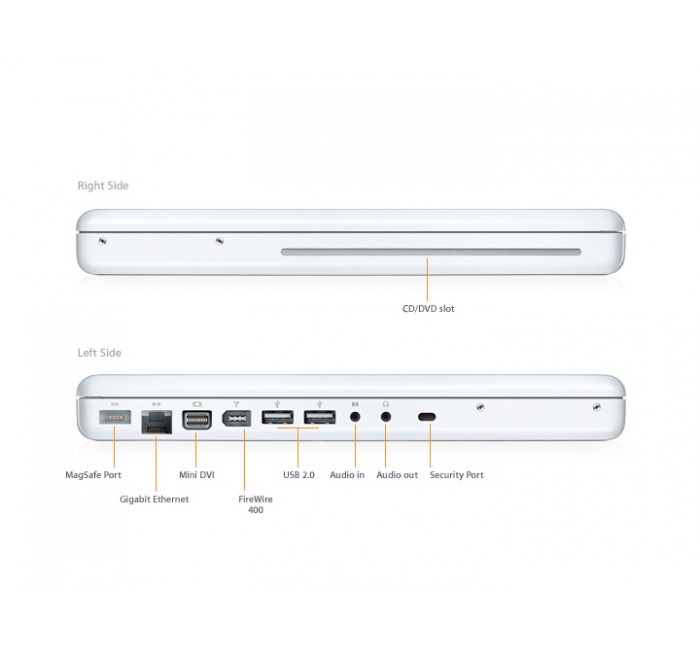 Right Side
CD/DVD slot
Left Side
MagSafe Port
Gigabit Ethernet
Mini DVI
FireWire
400
USB 2.0
Audio in
Audio out
Security Port